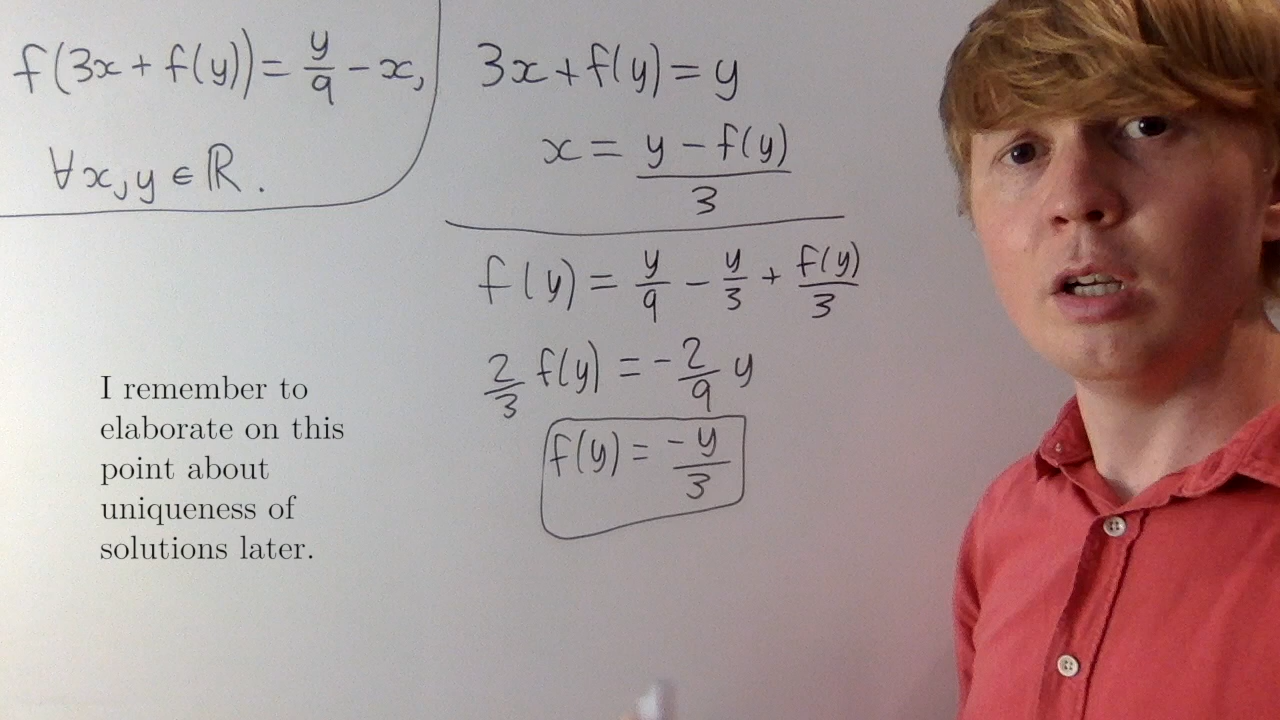 f(3x + f(y)) = y/9 - x,
∀x, y ∈ ℝ.
3x + f(y) = y
x = (y - f(y))/3
f(y) = y/9 - y/3 + f(y)/3
2/3 f(y) = -2/9 y
f(y) = -y/3
I remember to
elaborate on this
point about
uniqueness of
solutions later.